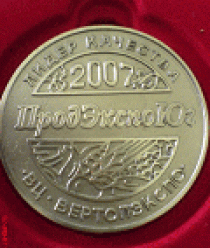 ЛИДЕР КАЧЕСТВА
2007
ПродЭкспоЮг
·ВЦ·ВЕРТОЛЭКСПО·